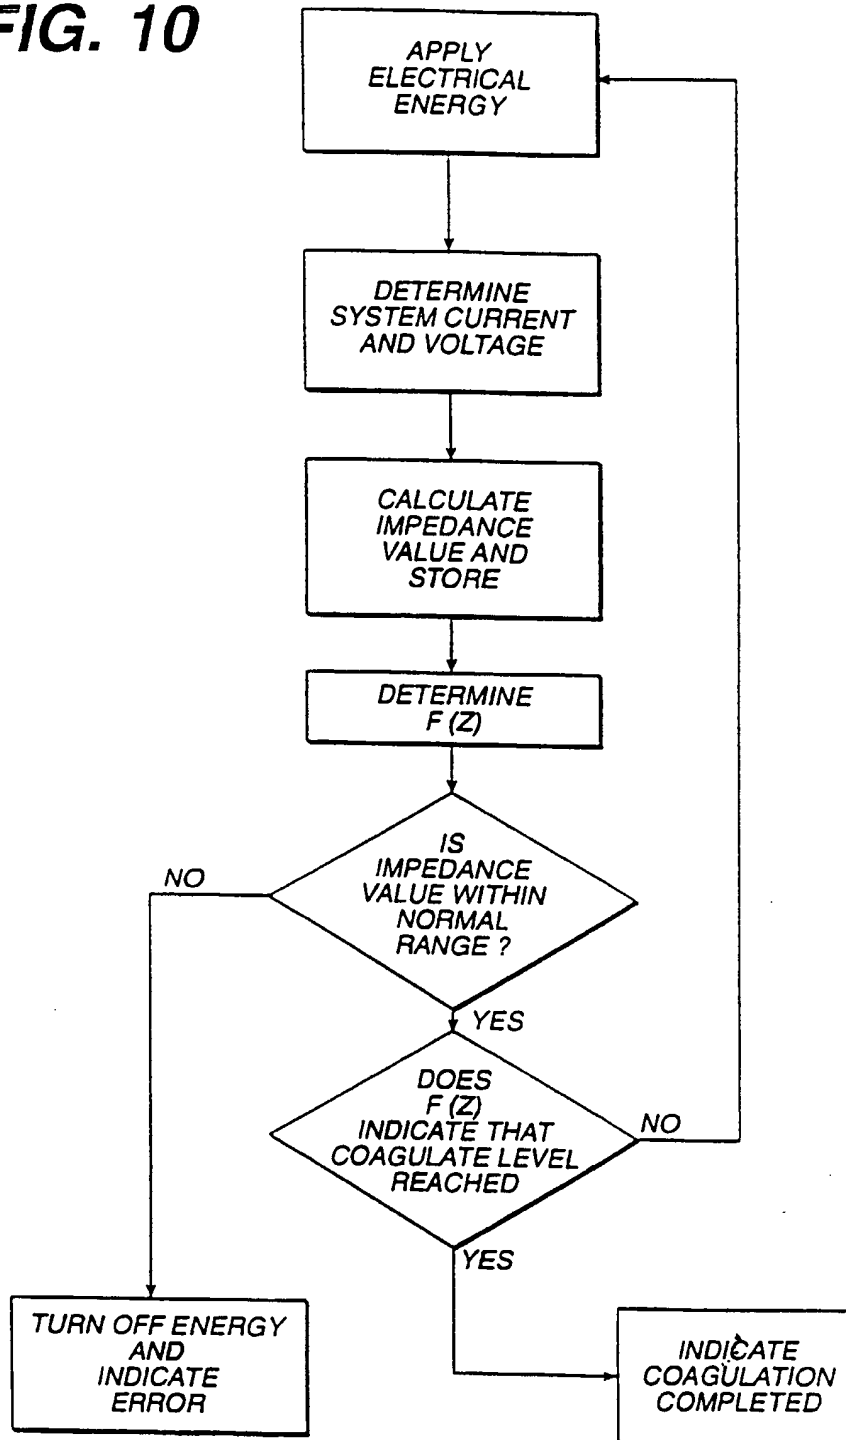 FIG. 10
APPLY
ELECTRICAL
ENERGY
DETERMINE
SYSTEM CURRENT
AND VOLTAGE
CALCULATE
IMPEDANCE
VALUE AND
STORE
DETERMINE
F (Z)
IS
IMPEDANCE
VALUE WITHIN
NORMAL
RANGE ?
NO
YES
DOES
F (Z)
INDICATE THAT
COAGULATE LEVEL
REACHED
NO
YES
TURN OFF ENERGY
AND
INDICATE
ERROR
INDICATE
COAGULATION
COMPLETED